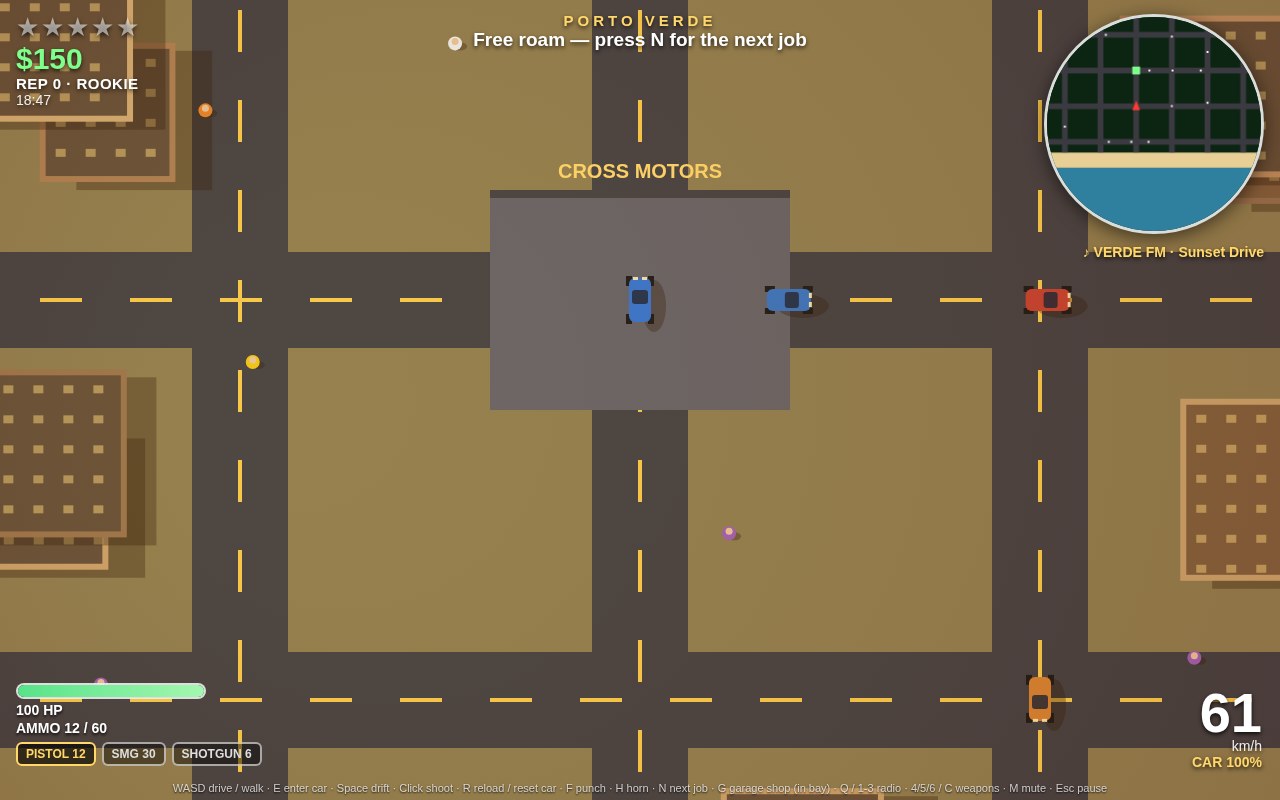 PORTO VERDE
Free roam — press N for the next job
★★★★★
$150
REP 0 · ROOKIE
18:47
CROSS MOTORS
♪ VERDE FM · Sunset Drive
100 HP
AMMO 12 / 60
PISTOL 12
SMG 30
SHOTGUN 6
61
km/h
CAR 100%
WASD drive / walk · E enter car · Space drift · Click shoot · R reload / reset car · F punch · H horn · N next job · G garage shop (in bay) · Q / 1-3 radio · 4/5/6 / C weapons · M mute · Esc pause